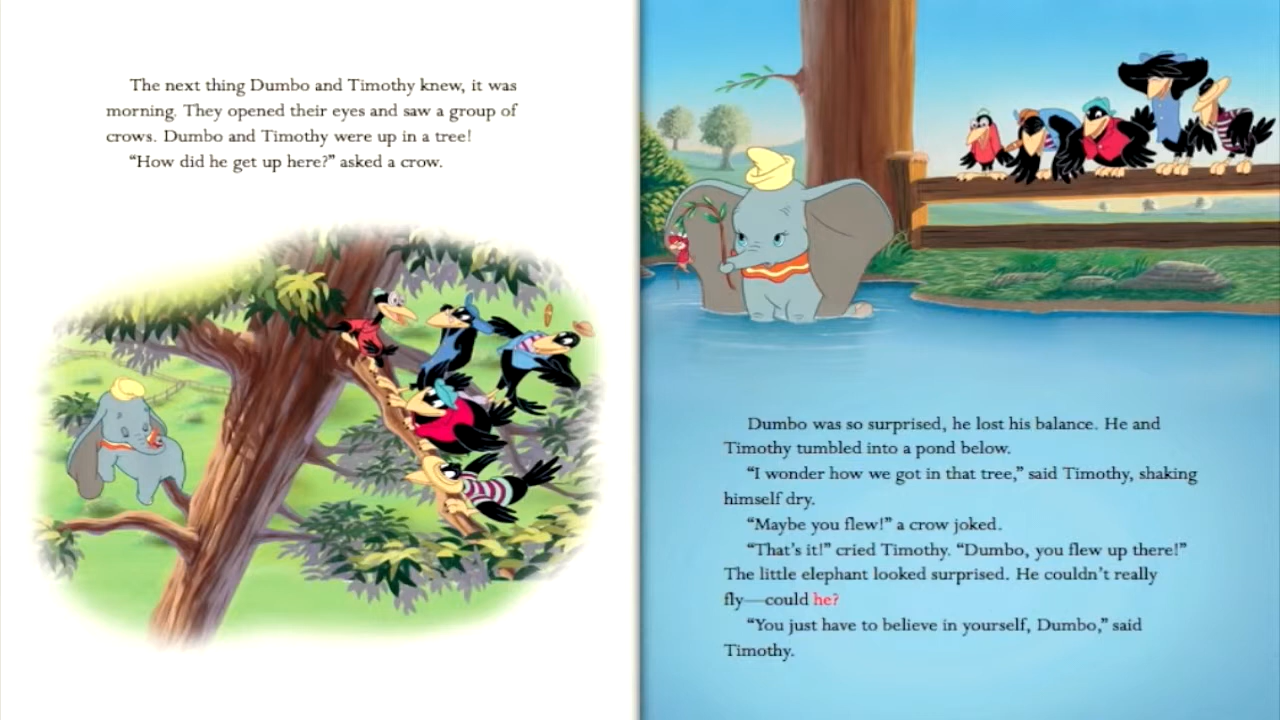 The next thing Dumbo and Timothy knew, it was
morning. They opened their eyes and saw a group of
crows. Dumbo and Timothy were up in a tree!
“How did he get up here?” asked a crow.
Dumbo was so surprised, he lost his balance. He and
Timothy tumbled into a pond below.
“I wonder how we got in that tree,” said Timothy, shaking
himself dry.
“Maybe you flew!” a crow joked.
“That’s it!” cried Timothy. “Dumbo, you flew up there!”
The little elephant looked surprised. He couldn’t really
fly—could he?
“You just have to believe in yourself, Dumbo,” said
Timothy.